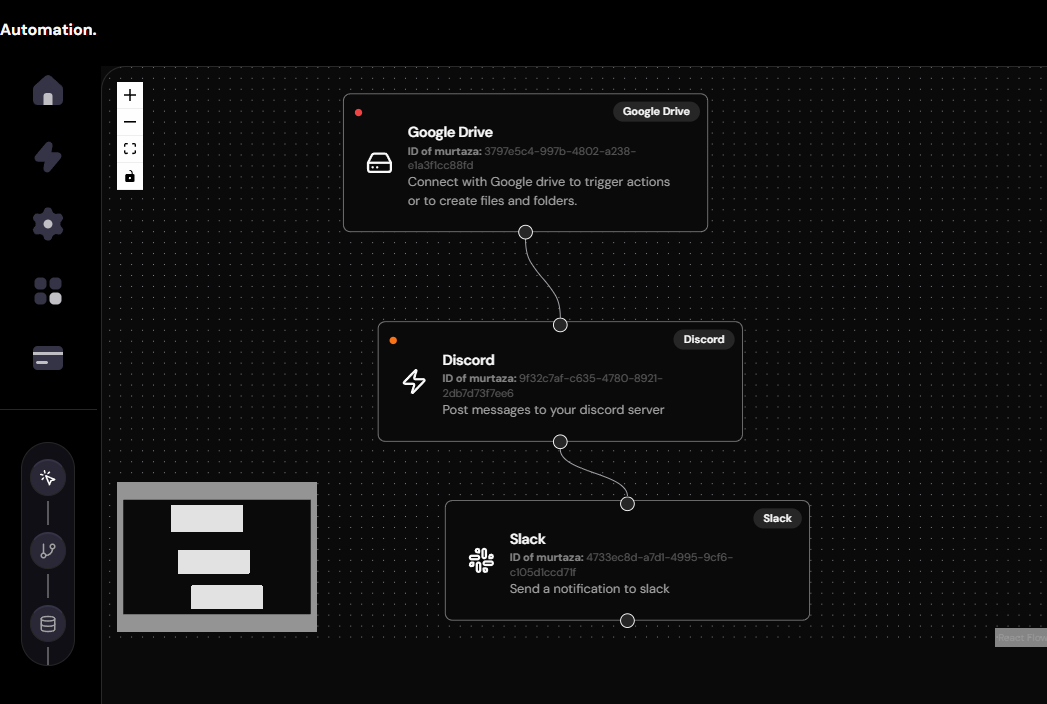 Automation.
Google Drive
Google Drive
ID of murtaza: 3797e5c4-997b-4802-a238-
e1a3f1cc88fd
Connect with Google drive to trigger actions
or to create files and folders.
Discord
Discord
ID of murtaza: 9f32c7af-c635-4780-8921-
2db7d73f7ee6
Post messages to your discord server
Slack
Slack
ID of murtaza: 4733ec8d-a7d1-4995-9cf6-
c105d1ccd71f
Send a notification to slack
React Flow